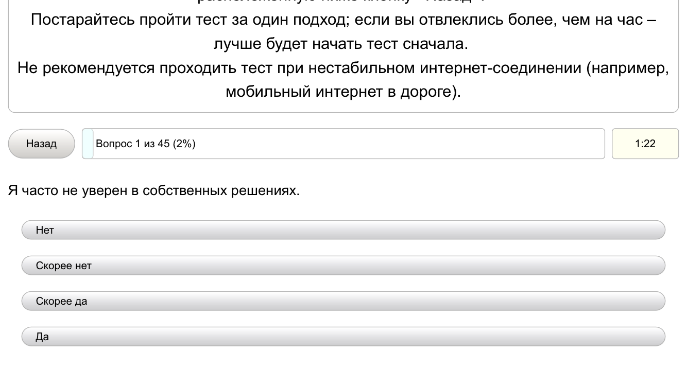 Постарайтесь пройти тест за один подход; если вы отвлеклись более, чем на час –
лучше будет начать тест сначала.
Не рекомендуется проходить тест при нестабильном интернет-соединении (например,
мобильный интернет в дороге).
Назад
Вопрос 1 из 45 (2%)
1:22
Я часто не уверен в собственных решениях.
Нет
Скорее нет
Скорее да
Да